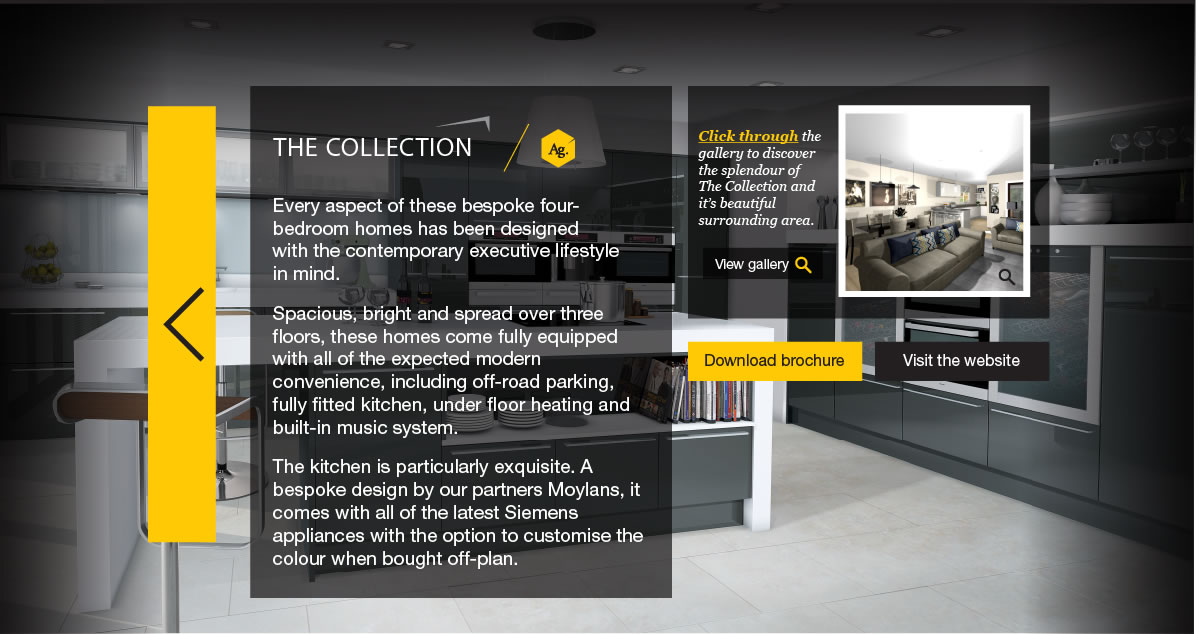 THE COLLECTION
Ag.
Every aspect of these bespoke four-
bedroom homes has been designed
with the contemporary executive lifestyle
in mind.
Spacious, bright and spread over three
floors, these homes come fully equipped
with all of the expected modern
convenience, including off-road parking,
fully fitted kitchen, under floor heating and
built-in music system.
The kitchen is particularly exquisite. A
bespoke design by our partners Moylans, it
comes with all of the latest Siemens
appliances with the option to customise the
colour when bought off-plan.
Click through the
gallery to discover
the splendour of
The Collection and
it's beautiful
surrounding area.
View gallery
Download brochure
Visit the website